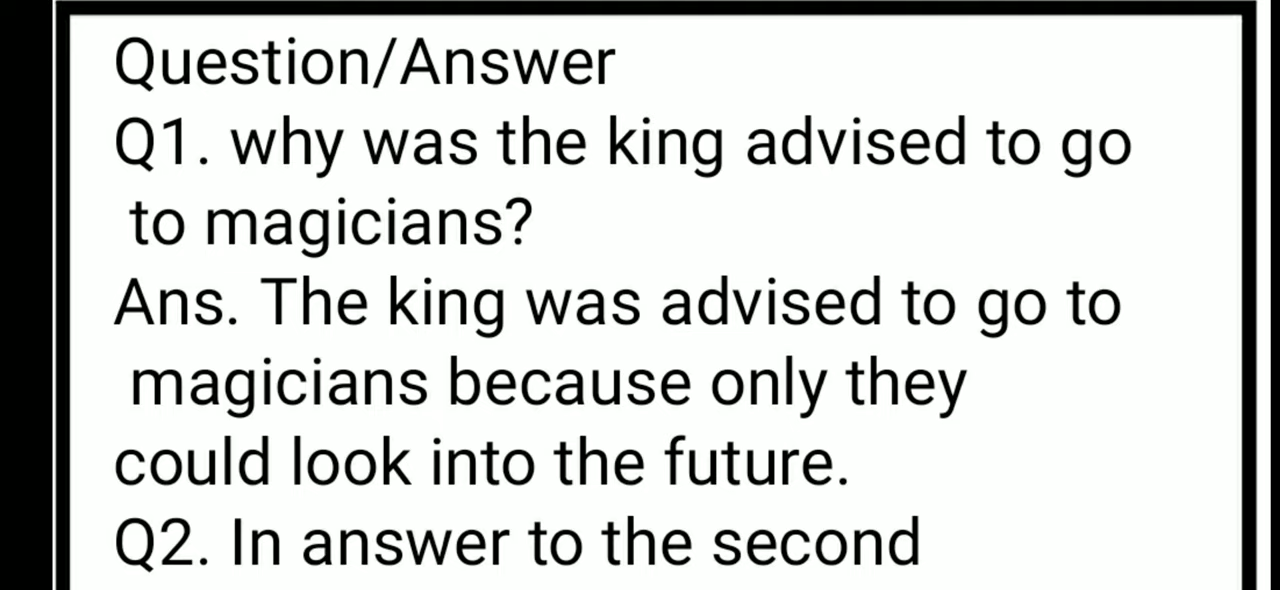 Question/Answer
Q1. why was the king advised to go
to magicians?
Ans. The king was advised to go to
magicians because only they
could look into the future.
Q2. In answer to the second